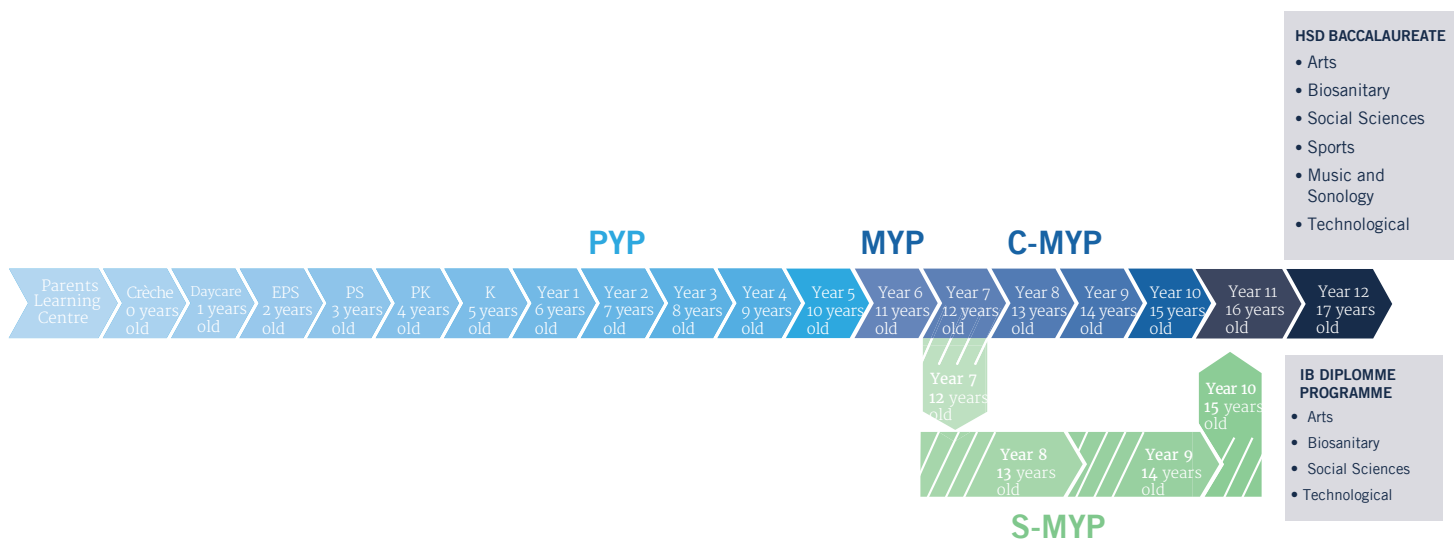 HSD BACCALAUREATE
• Arts
• Biosanitary
• Social Sciences
• Sports
• Music and
Sonology
• Technological
PYP
MYP
C-MYP
Parents
Learning
Centre
Crèche
0 years
old
Daycare
1 years
old
EPS
2 years
old
PS
3 years
old
PK
4 years
old
K
5 years
old
Year 1
6 years
old
Year 2
7 years
old
Year 3
8 years
old
Year 4
9 years
old
Year 5
10 years
old
Year 6
11 years
old
Year 7
12 years
old
Year 8
13 years
old
Year 9
14 years
old
Year 10
15 years
old
Year 11
16 years
old
Year 12
17 years
old
Year 7
12 years
old
Year 8
13 years
old
Year 9
14 years
old
Year 10
15 years
old
S-MYP
IB DIPLOMME
PROGRAMME
• Arts
• Biosanitary
• Social Sciences
• Technological